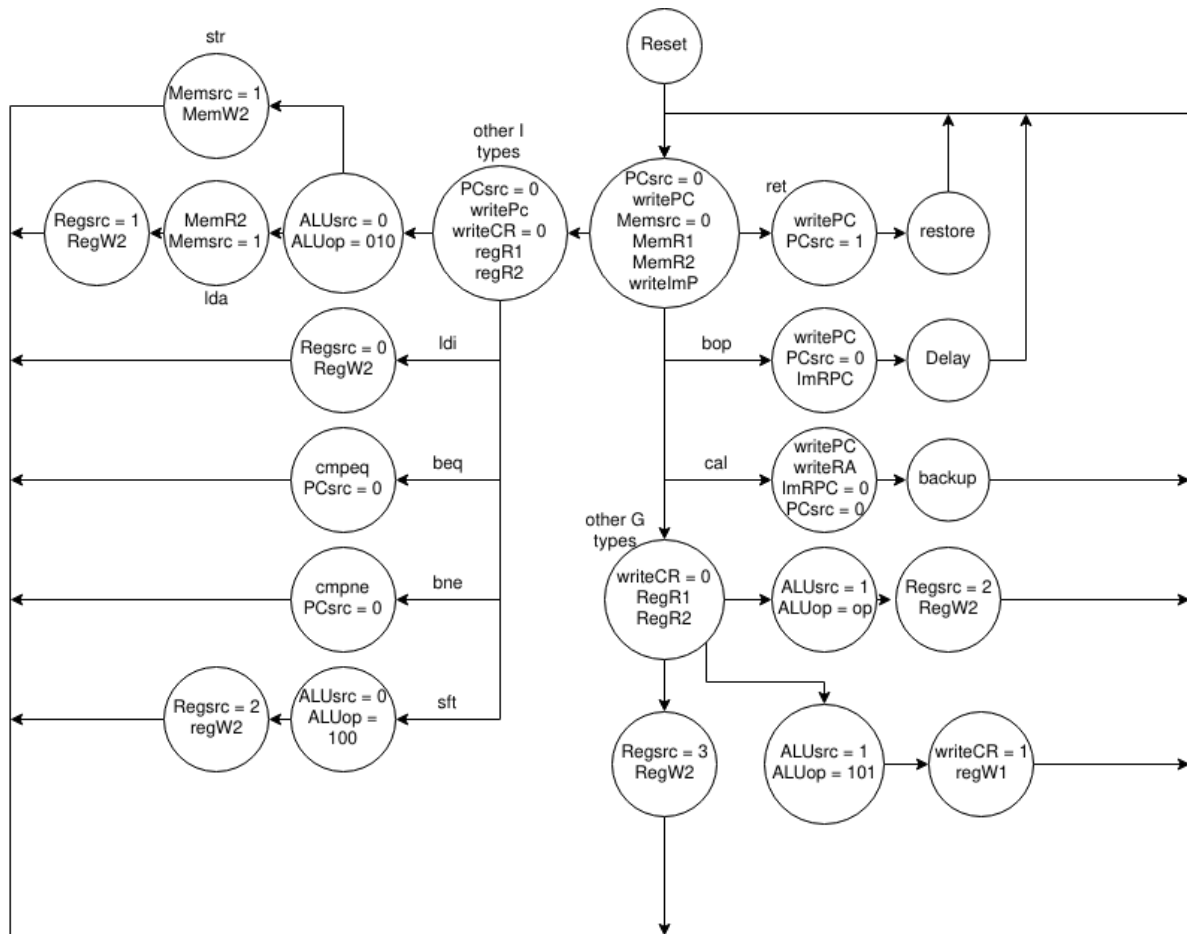 str
Reset
Memsrc = 1
MemW2
other I
types
PCsrc = 0
writePc
writeCR = 0
regR1
regR2
PCsrc = 0
writePC
Memsrc = 0
MemR1
MemR2
writeImP
ret
writePC
PCsrc = 1
restore
Regsrc = 1
RegW2
MemR2
Memsrc = 1
lda
ALUsrc = 0
ALUop = 010
ldi
Regsrc = 0
RegW2
bop
writePC
PCsrc = 0
ImRPC
Delay
beq
cmpeq
PCsrc = 0
cal
writePC
writeRA
ImRPC = 0
PCsrc = 0
backup
bne
cmpne
PCsrc = 0
other G
types
writeCR = 0
RegR1
RegR2
ALUsrc = 1
ALUop = op
Regsrc = 2
RegW2
sft
ALUsrc = 0
ALUop =
100
Regsrc = 2
regW2
Regsrc = 3
RegW2
ALUsrc = 1
ALUop = 101
writeCR = 1
regW1